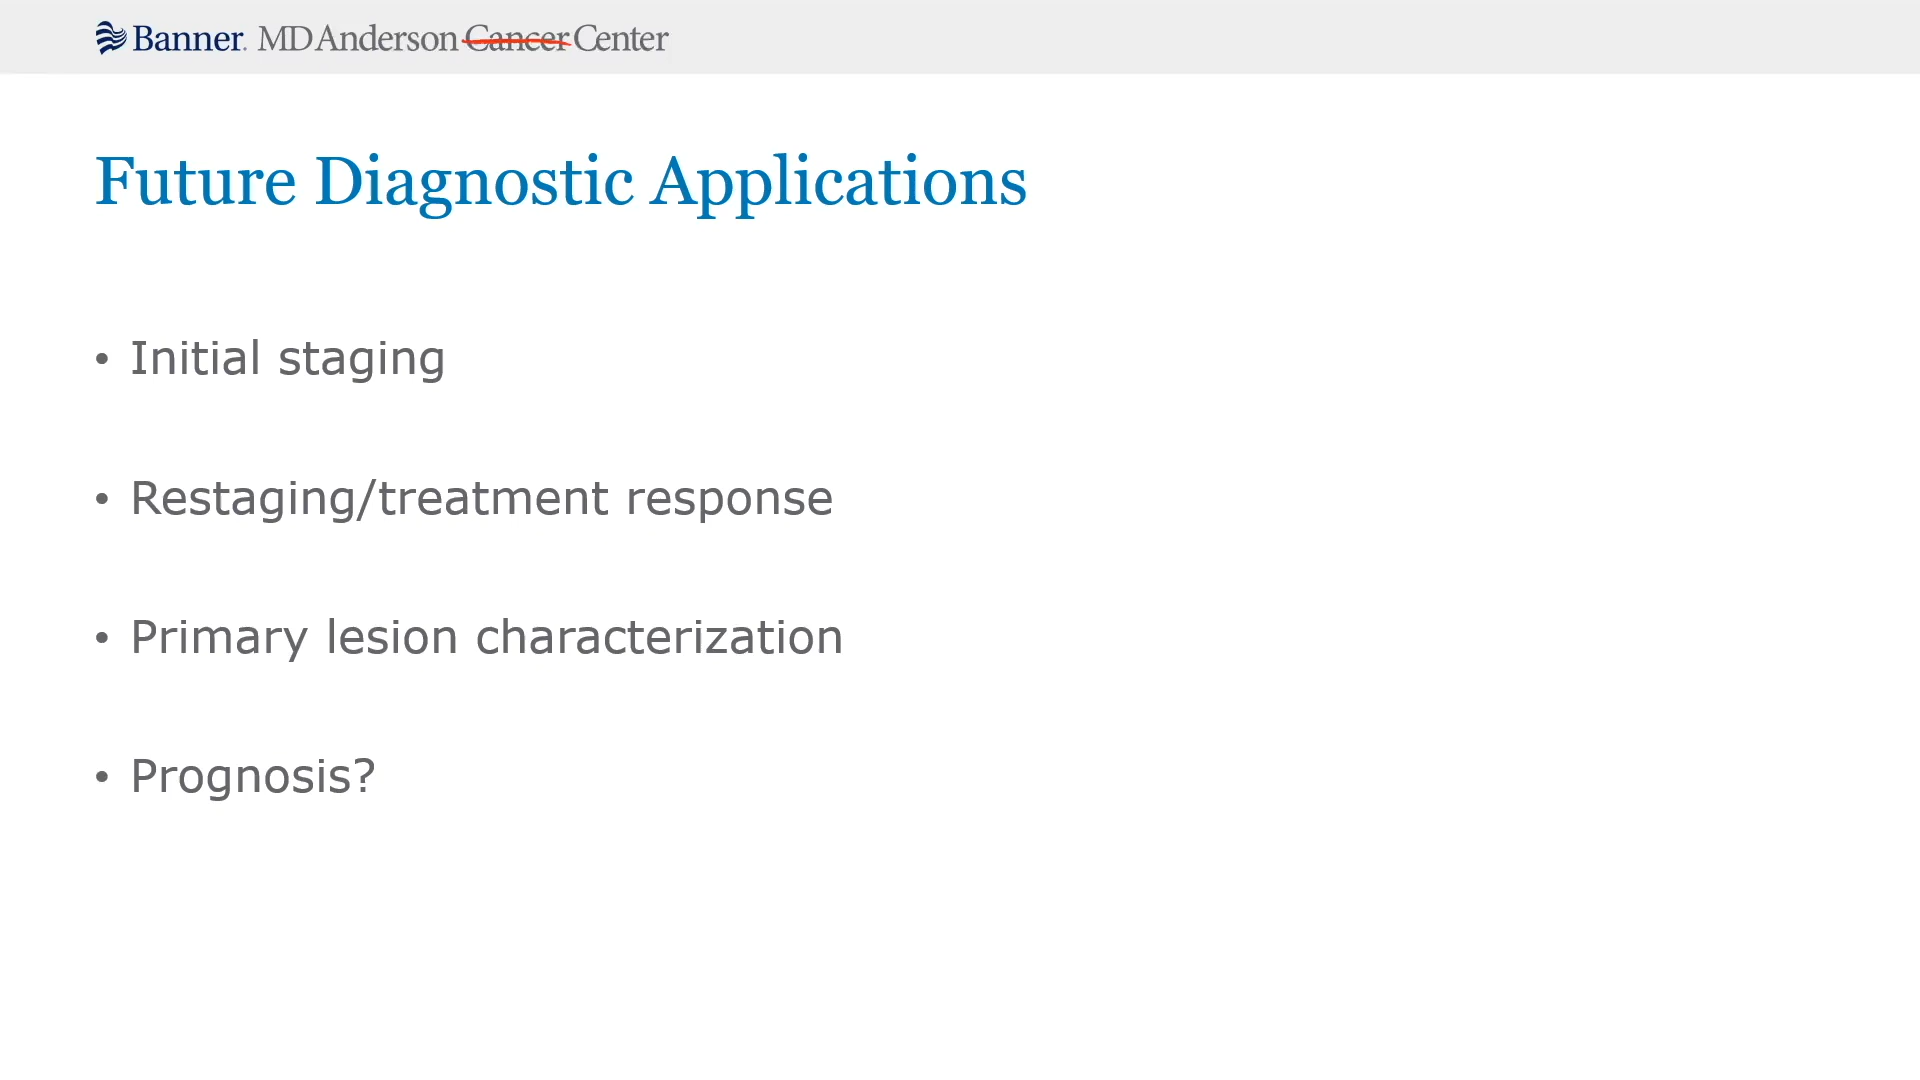 Banner. MD Anderson Cancer Center
Future Diagnostic Applications
• Initial staging
• Restaging/treatment response
• Primary lesion characterization
• Prognosis?